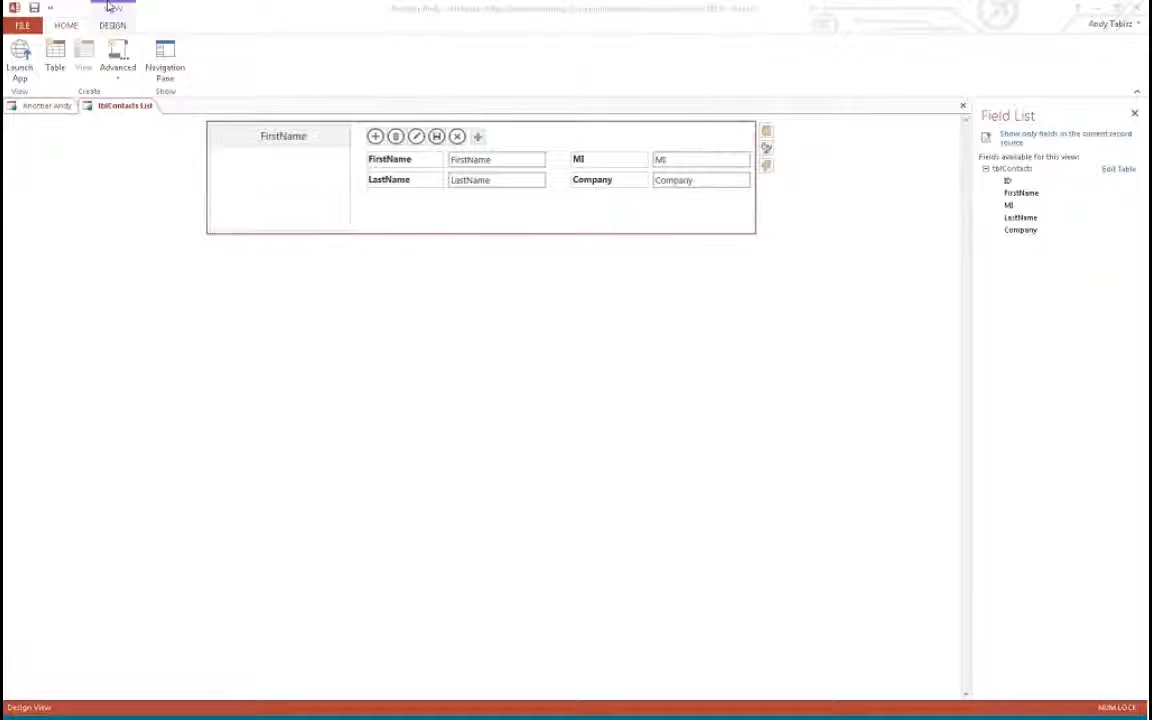 Andy Tabisz
FILE HOME DESIGN
Launch App Table View Advanced Navigation Pane
View Create Show
Another Andy tblContacts List
FirstName
FirstName FirstName MI MI
LastName LastName Company Company
Field List
Show only fields in the current record source
Fields available for this view:
tblContacts Edit Table
ID
FirstName
MI
LastName
Company
Design View NUM LOCK